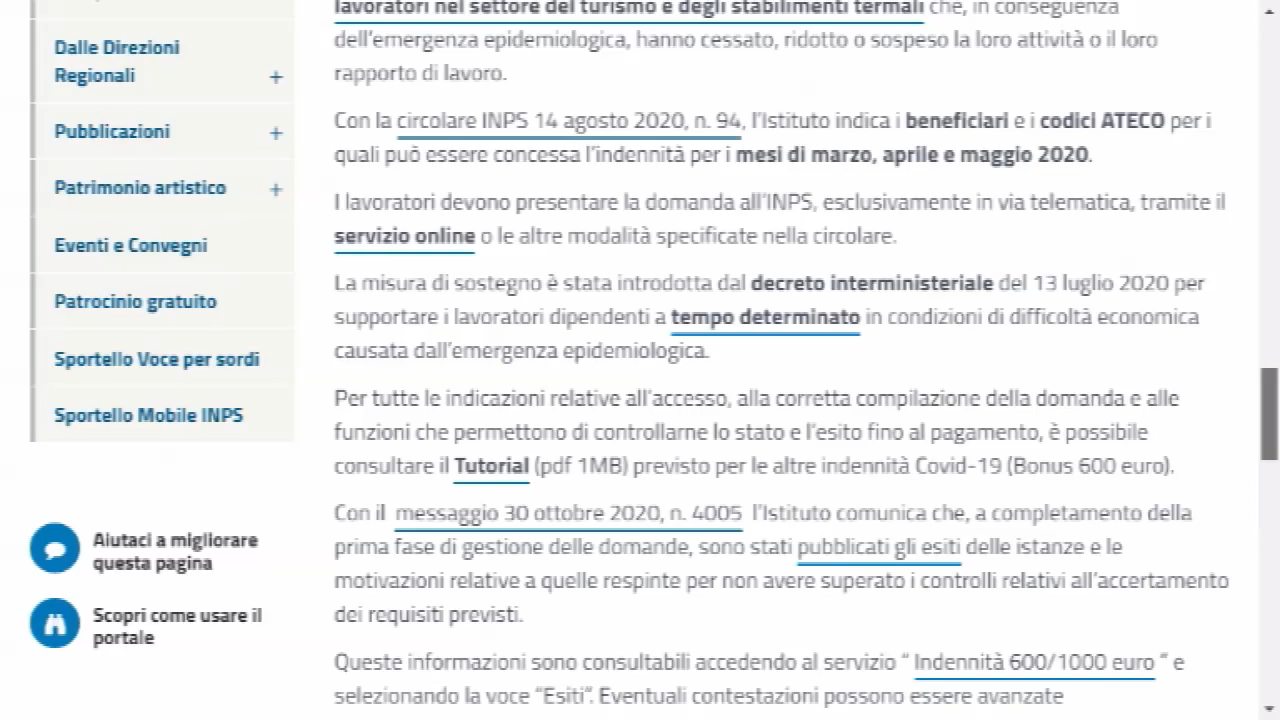 Dalle Direzioni
Regionali +
Pubblicazioni +
Patrimonio artistico +
Eventi e Convegni
Patrocinio gratuito
Sportello Voce per sordi
Sportello Mobile INPS
Aiutaci a migliorare
questa pagina
Scopri come usare il
portale
lavoratori nel settore del turismo e degli stabilimenti termali che, in conseguenza
dell'emergenza epidemiologica, hanno cessato, ridotto o sospeso la loro attività o il loro
rapporto di lavoro.
Con la circolare INPS 14 agosto 2020, n. 94, l'Istituto indica i beneficiari e i codici ATECO per i
quali può essere concessa l'indennità per i mesi di marzo, aprile e maggio 2020.
I lavoratori devono presentare la domanda all'INPS, esclusivamente in via telematica, tramite il
servizio online o le altre modalità specificate nella circolare.
La misura di sostegno è stata introdotta dal decreto interministeriale del 13 luglio 2020 per
supportare i lavoratori dipendenti a tempo determinato in condizioni di difficoltà economica
causata dall'emergenza epidemiologica.
Per tutte le indicazioni relative all'accesso, alla corretta compilazione della domanda e alle
funzioni che permettono di controllarne lo stato e l'esito fino al pagamento, è possibile
consultare il Tutorial (pdf 1MB) previsto per le altre indennità Covid-19 (Bonus 600 euro).
Con il messaggio 30 ottobre 2020, n. 4005 l'Istituto comunica che, a completamento della
prima fase di gestione delle domande, sono stati pubblicati gli esiti delle istanze e le
motivazioni relative a quelle respinte per non avere superato i controlli relativi all'accertamento
dei requisiti previsti.
Queste informazioni sono consultabili accedendo al servizio “ Indennità 600/1000 euro ” e
selezionando la voce “Esiti”. Eventuali contestazioni possono essere avanzate